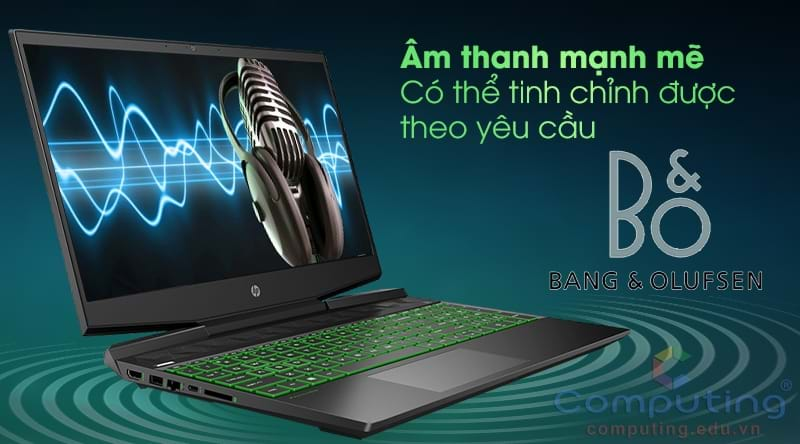 Âm thanh mạnh mẽ
Có thể tinh chỉnh được
theo yêu cầu
B&O
BANG & OLUFSEN
hp
Computing®
computing.edu.vn